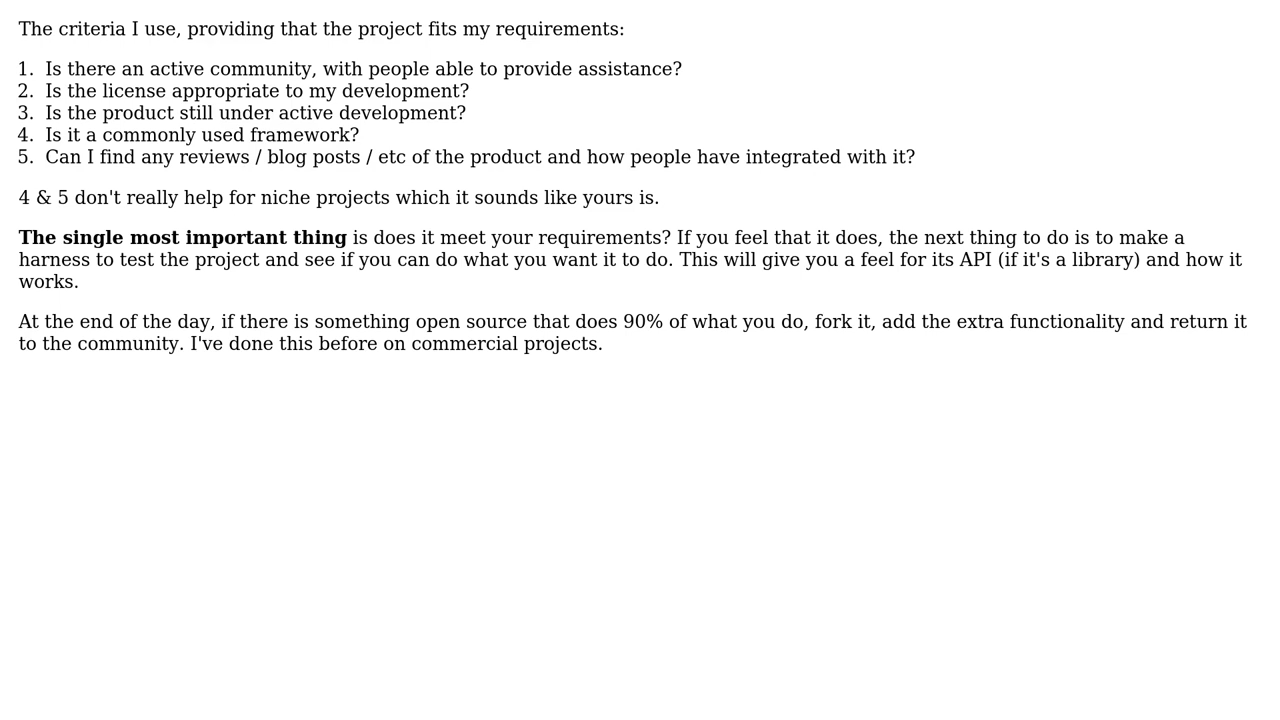 The criteria I use, providing that the project fits my requirements:
1. Is there an active community, with people able to provide assistance?
2. Is the license appropriate to my development?
3. Is the product still under active development?
4. Is it a commonly used framework?
5. Can I find any reviews / blog posts / etc of the product and how people have integrated with it?
4 & 5 don't really help for niche projects which it sounds like yours is.
The single most important thing is does it meet your requirements? If you feel that it does, the next thing to do is to make a
harness to test the project and see if you can do what you want it to do. This will give you a feel for its API (if it's a library) and how it
works.
At the end of the day, if there is something open source that does 90% of what you do, fork it, add the extra functionality and return it
to the community. I've done this before on commercial projects.